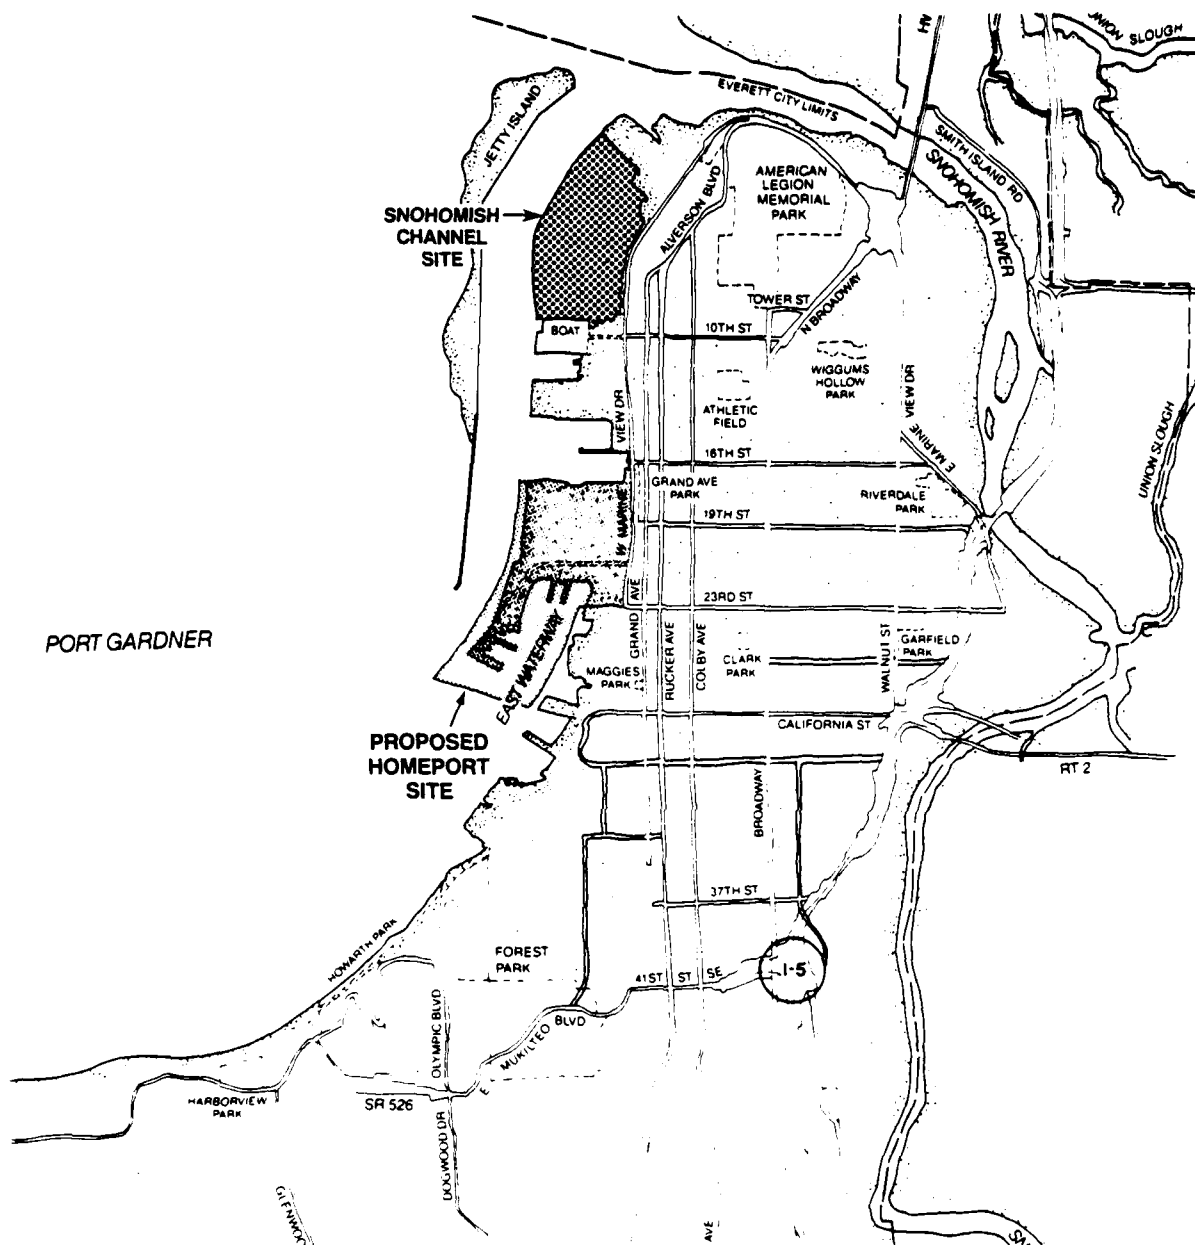 UNION SLOUGH
EVERETT CITY LIMITS
JETTY ISLAND
SMITH ISLAND RD
SNOHOMISH RIVER
AMERICAN
LEGION
MEMORIAL
PARK
ALVERSON BLVD
SNOHOMISH
CHANNEL
SITE
TOWER ST
N BROADWAY
BOAT
10TH ST
WIGGUMS
HOLLOW
PARK
VIEW DR
VIEW DR
ATHLETIC
FIELD
E MARINE
UNION SLOUGH
16TH ST
GRAND AVE
PARK
RIVERDALE
PARK
W MARINE
19TH ST
23RD ST
PORT GARDNER
GRAND AVE
RUCKER AVE
COLBY AVE
WALNUT ST
GARFIELD
PARK
CLARK
PARK
MAGGIES
PARK
EAST WATERWAY
CALIFORNIA ST
PROPOSED
HOMEPORT
SITE
RT 2
BROADWAY
37TH ST
HOWARTH PARK
FOREST
PARK
I-5
41ST ST SE
OLYMPIC BLVD
E MUKILTEO BLVD
HARBORVIEW
PARK
SR 526
DOGWOOD DR
AVE